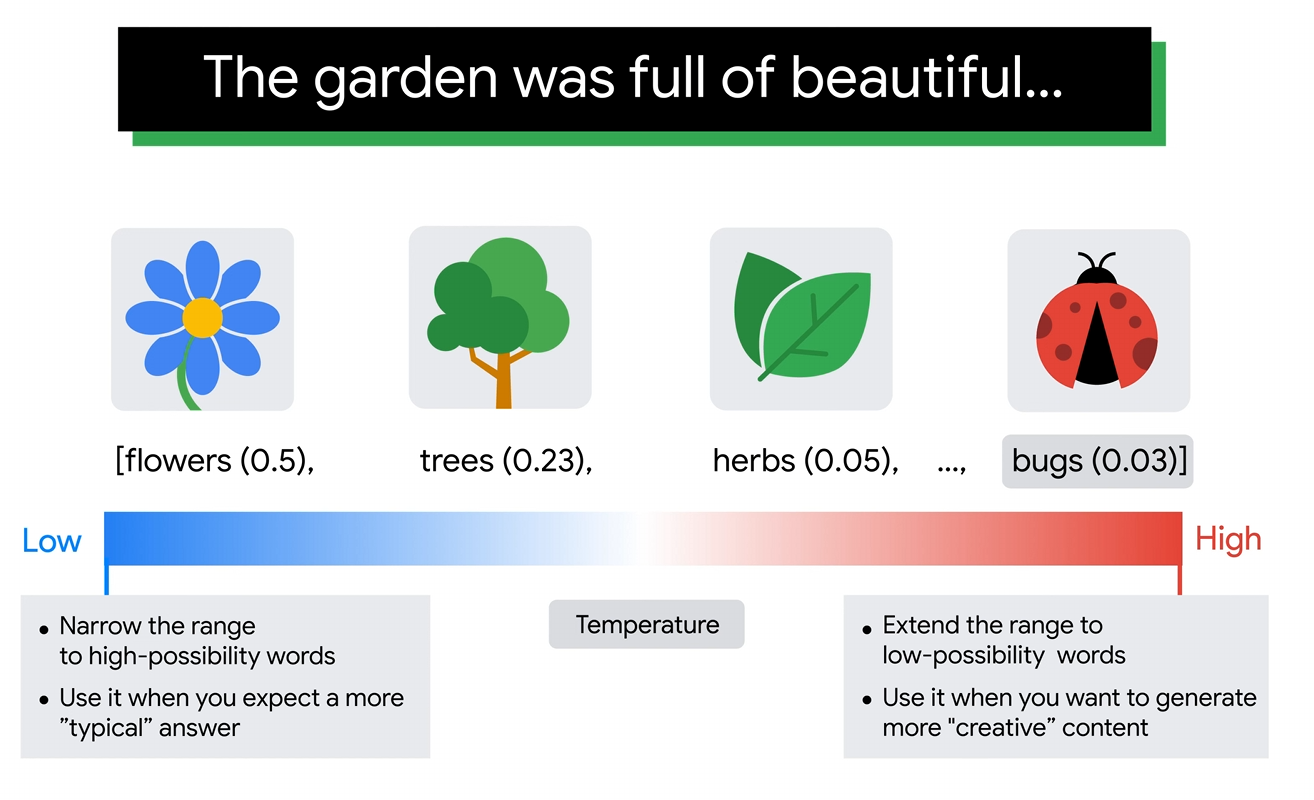 The garden was full of beautiful...
[flowers (0.5), trees (0.23), herbs (0.05), ..., bugs (0.03)]
Low
High
• Narrow the range
to high-possibility words
• Use it when you expect a more
”typical” answer
Temperature
• Extend the range to
low-possibility  words
• Use it when you want to generate
more "creative” content